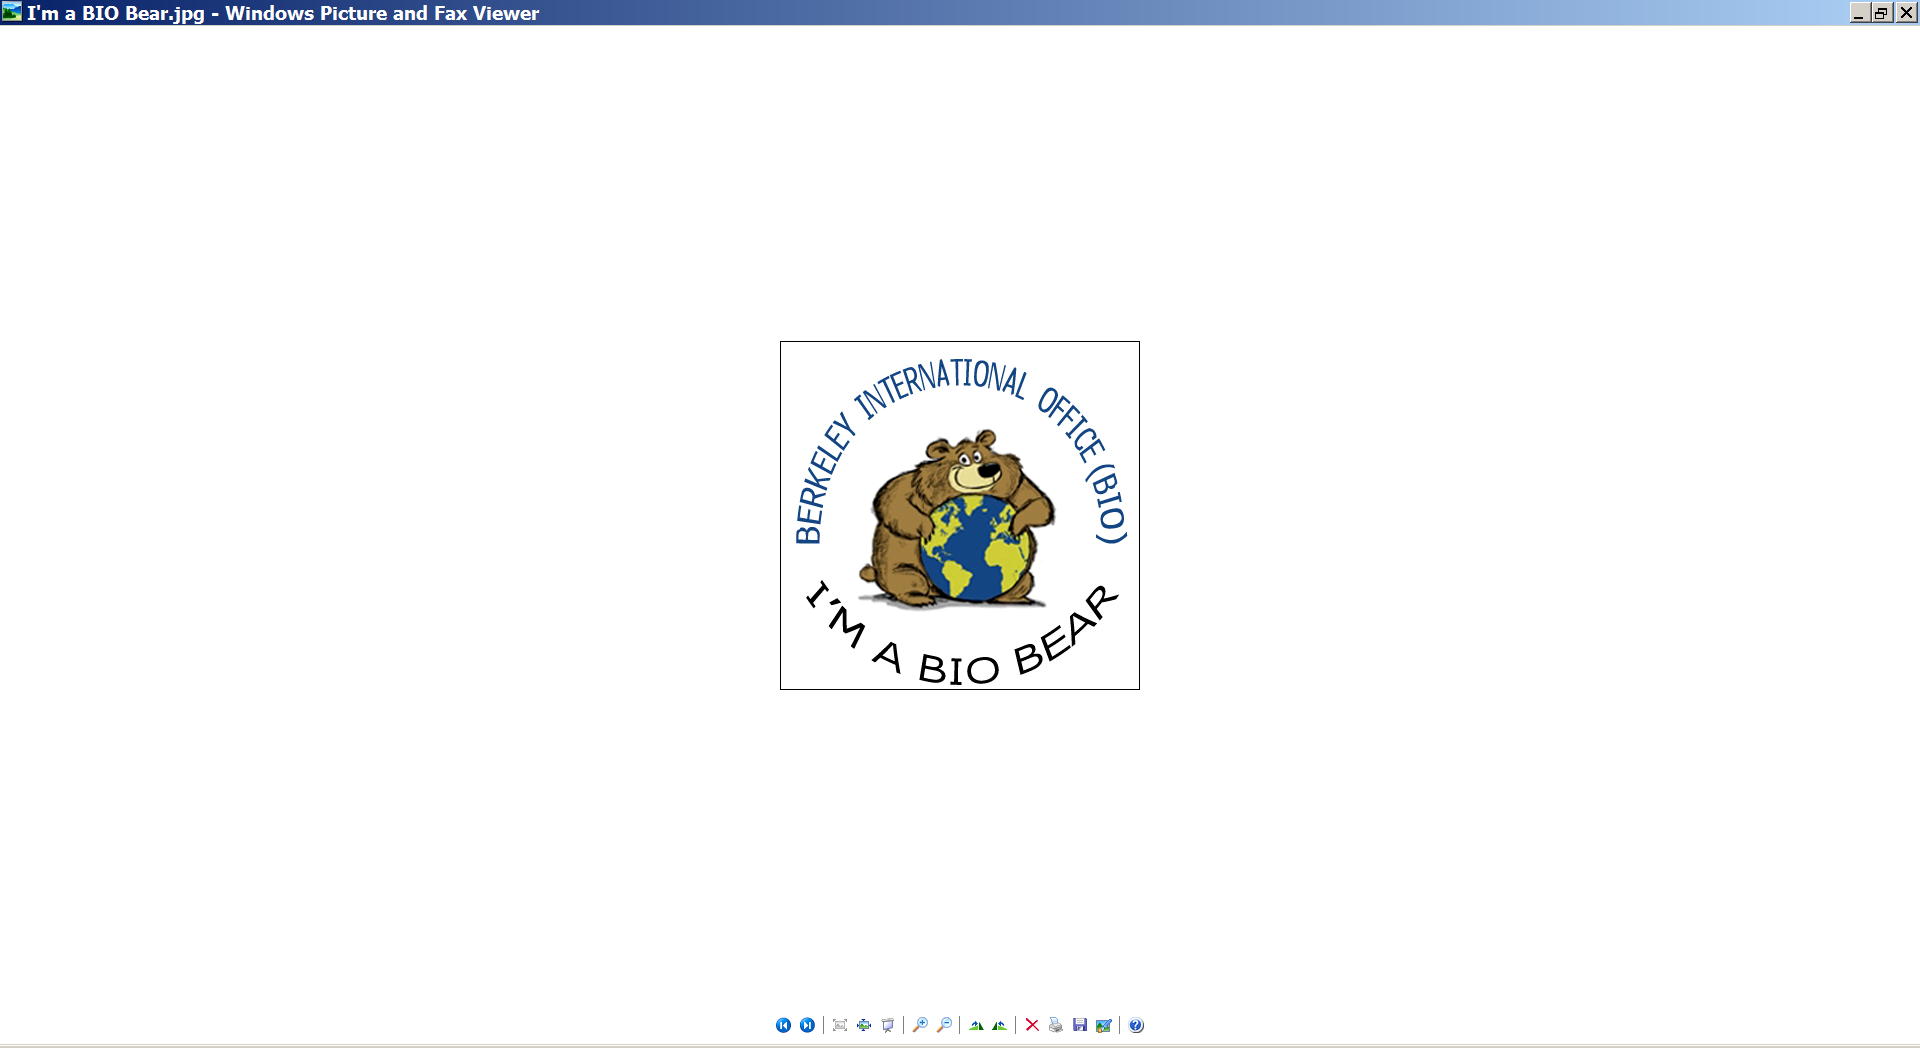 I'm a BIO Bear.jpg - Windows Picture and Fax Viewer
BERKELEY INTERNATIONAL OFFICE (BIO)
I'M A BIO BEAR